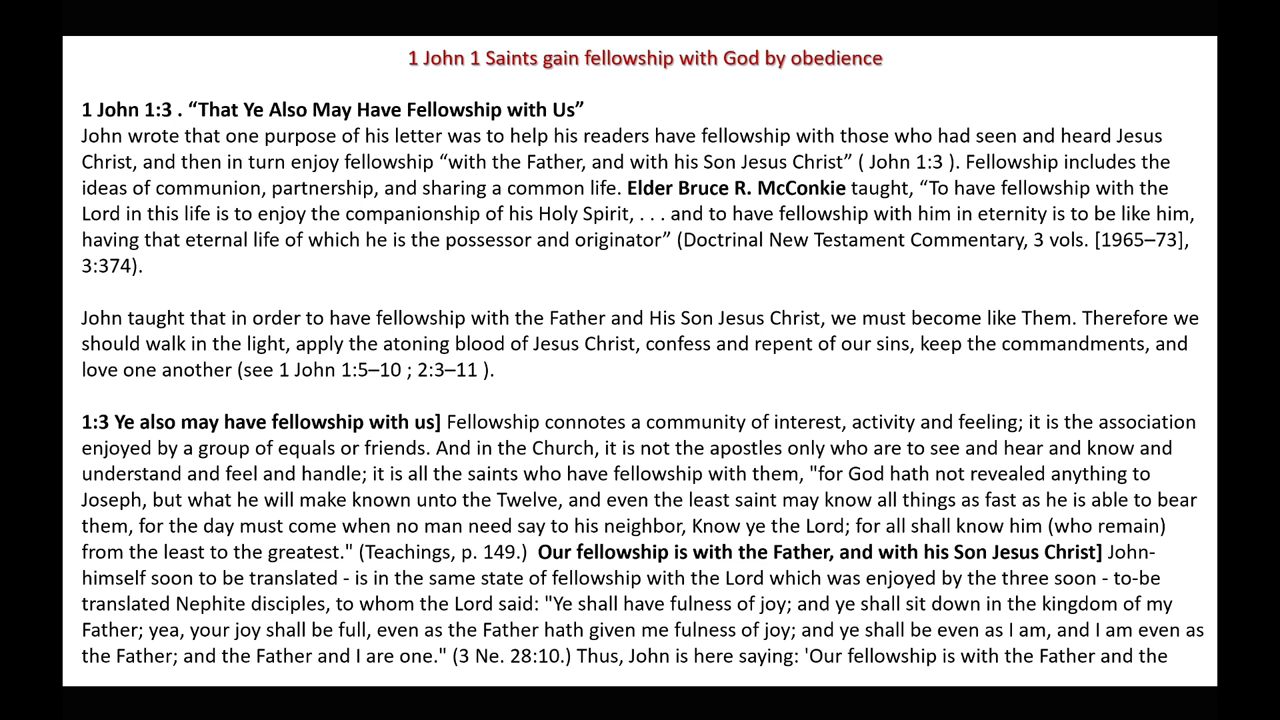 1 John 1 Saints gain fellowship with God by obedience
1 John 1:3 . “That Ye Also May Have Fellowship with Us”
John wrote that one purpose of his letter was to help his readers have fellowship with those who had seen and heard Jesus
Christ, and then in turn enjoy fellowship “with the Father, and with his Son Jesus Christ” ( John 1:3 ). Fellowship includes the
ideas of communion, partnership, and sharing a common life. Elder Bruce R. McConkie taught, “To have fellowship with the
Lord in this life is to enjoy the companionship of his Holy Spirit, . . . and to have fellowship with him in eternity is to be like him,
having that eternal life of which he is the possessor and originator” (Doctrinal New Testament Commentary, 3 vols. [1965–73],
3:374).
John taught that in order to have fellowship with the Father and His Son Jesus Christ, we must become like Them. Therefore we
should walk in the light, apply the atoning blood of Jesus Christ, confess and repent of our sins, keep the commandments, and
love one another (see 1 John 1:5–10 ; 2:3–11 ).
1:3 Ye also may have fellowship with us] Fellowship connotes a community of interest, activity and feeling; it is the association
enjoyed by a group of equals or friends. And in the Church, it is not the apostles only who are to see and hear and know and
understand and feel and handle; it is all the saints who have fellowship with them, "for God hath not revealed anything to
Joseph, but what he will make known unto the Twelve, and even the least saint may know all things as fast as he is able to bear
them, for the day must come when no man need say to his neighbor, Know ye the Lord; for all shall know him (who remain)
from the least to the greatest." (Teachings, p. 149.) Our fellowship is with the Father, and with his Son Jesus Christ] John-
himself soon to be translated - is in the same state of fellowship with the Lord which was enjoyed by the three soon - to-be
translated Nephite disciples, to whom the Lord said: "Ye shall have fulness of joy; and ye shall sit down in the kingdom of my
Father; yea, your joy shall be full, even as the Father hath given me fulness of joy; and ye shall be even as I am, and I am even as
the Father; and the Father and I are one." (3 Ne. 28:10.) Thus, John is here saying: 'Our fellowship is with the Father and the